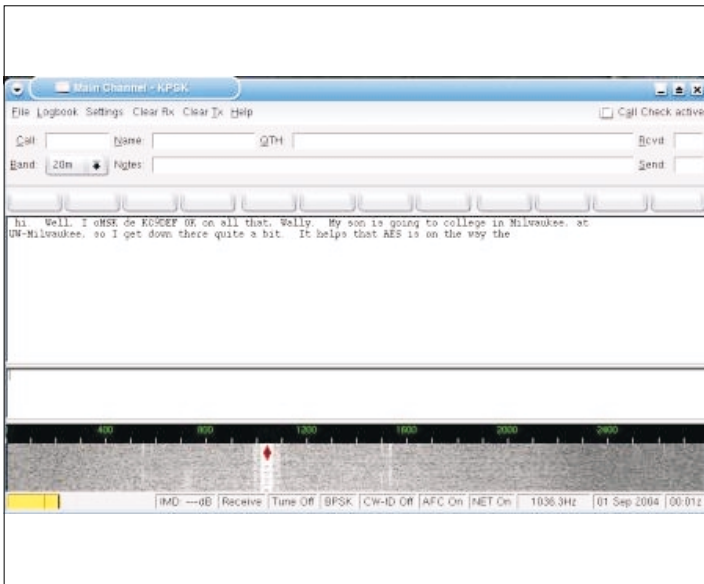 Main Channel - KPSK
File Logbook Settings Clear Rx Clear Tx Help Call Check active
Call: Name: QTH: Rcvd:
Band: 20m Notes: Send:
hi. Well, I oMSK de KC9DEF OK on all that, Wally. My son is going to college in Milwaukee, at
UW-Milwaukee, so I get down there quite a bit. It helps that AES is on the way the
400 800 1200 1600 2000 2400
IMD: ---dB Receive Tune Off BPSK CW-ID Off AFC On NET On 1036.3Hz 01 Sep 2004 00:01z